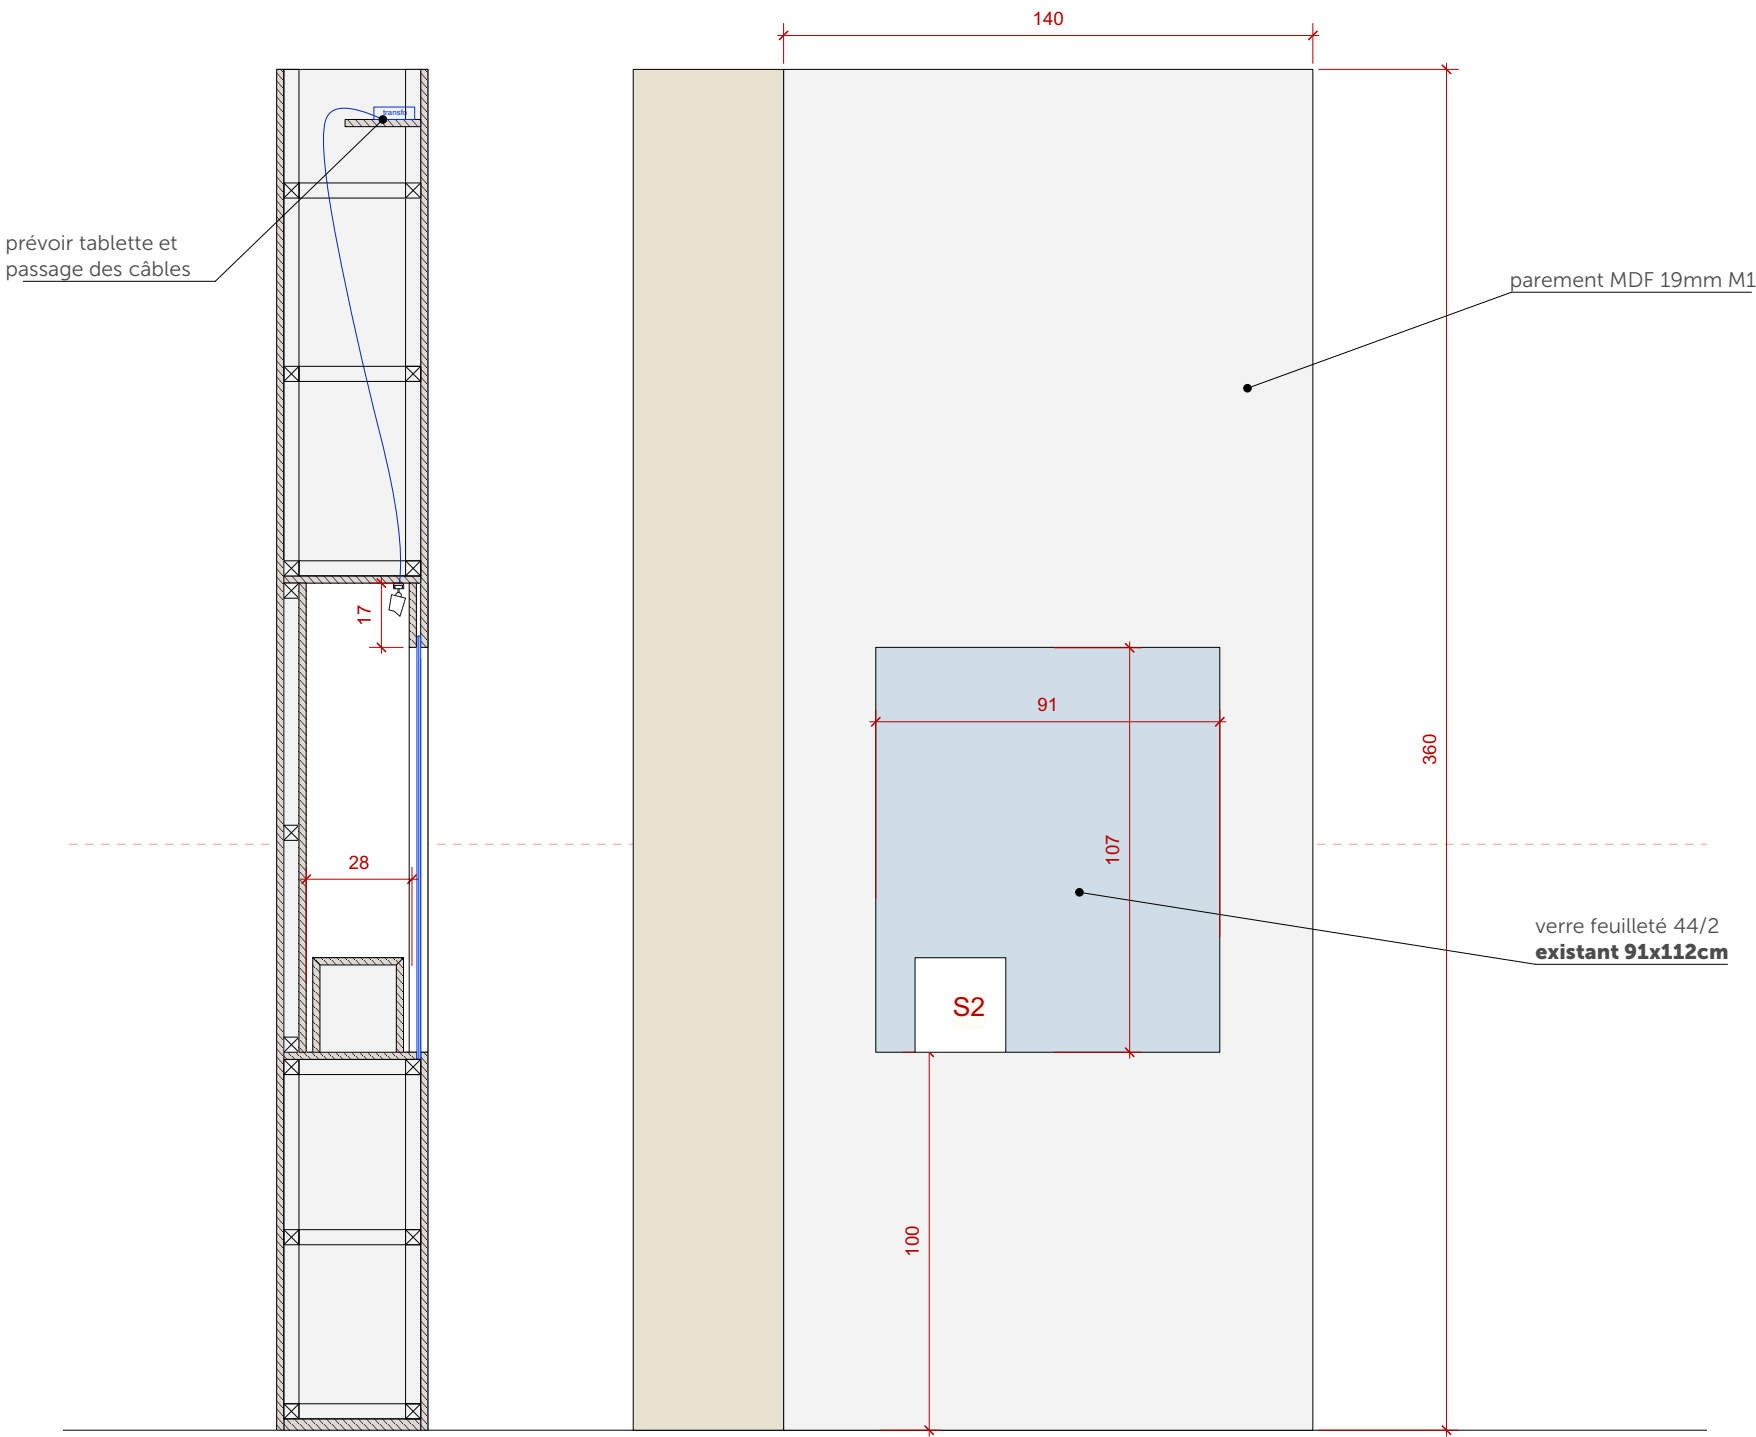 140
transfo
prévoir tablette et
passage des câbles
parement MDF 19mm M1
17
91
360
107
28
verre feuilleté 44/2
existant 91x112cm
S2
100